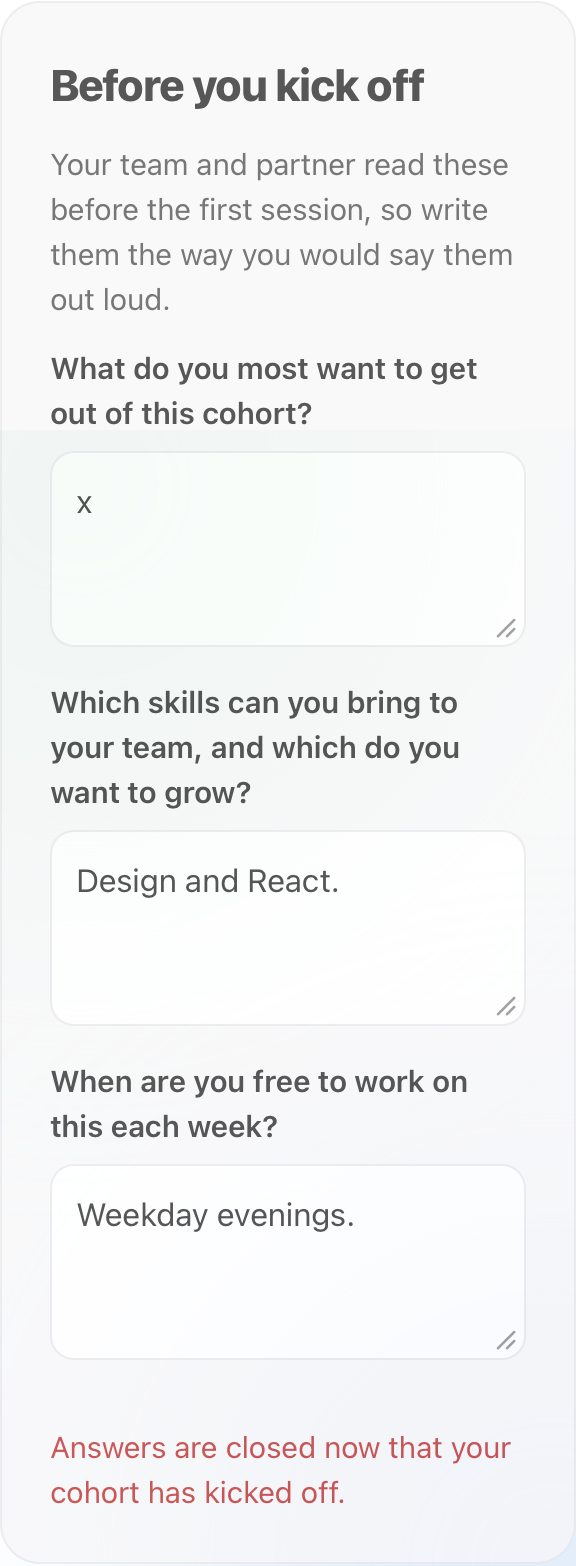 Before you kick off
Your team and partner read these
before the first session, so write
them the way you would say them
out loud.
What do you most want to get
out of this cohort?
x
Which skills can you bring to
your team, and which do you
want to grow?
Design and React.
When are you free to work on
this each week?
Weekday evenings.
Answers are closed now that your
cohort has kicked off.